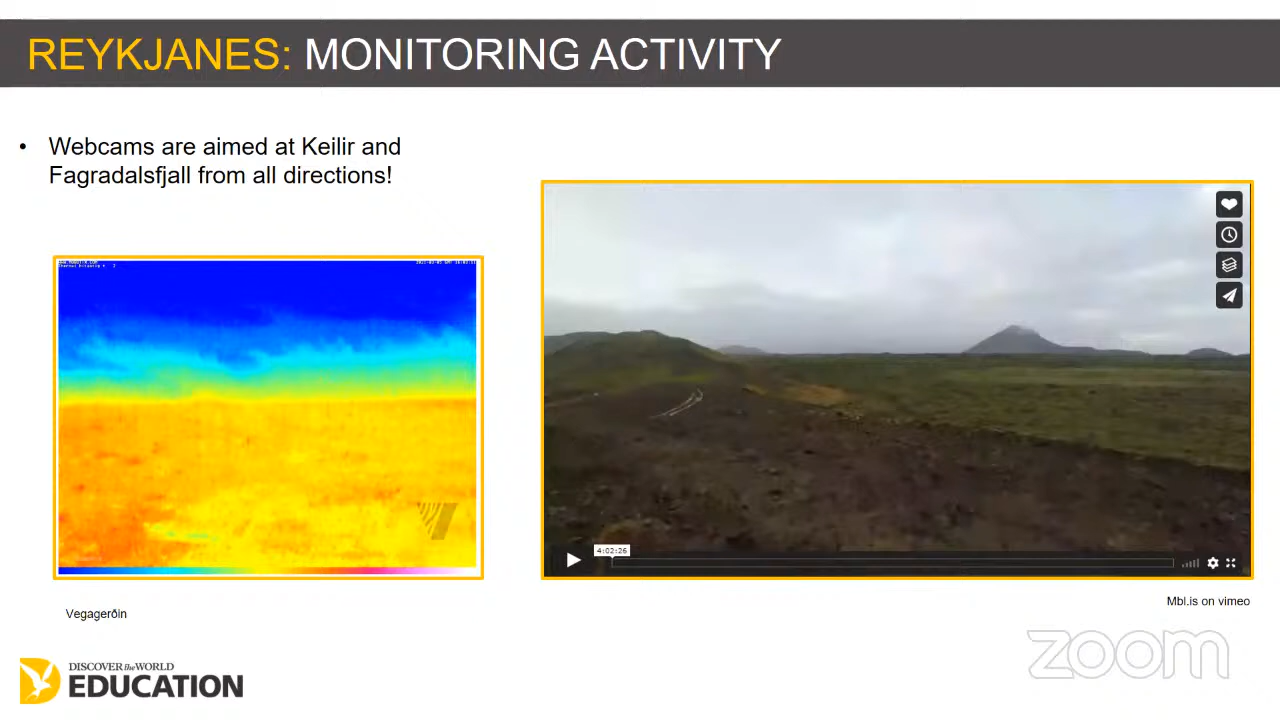 REYKJANES: MONITORING ACTIVITY
• Webcams are aimed at Keilir and
Fagradalsfjall from all directions!
4:02:26
Vegagerðin
Mbl.is on vimeo
zoom
DISCOVER the WORLD
EDUCATION